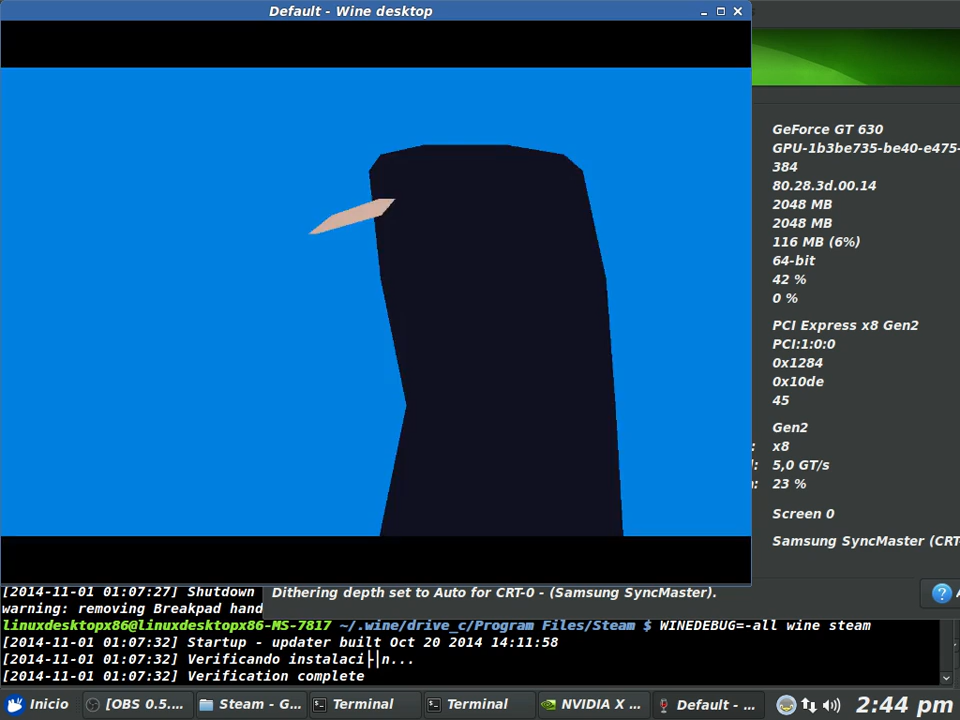 Default - Wine desktop
GeForce GT 630
GPU-1b3be735-be40-e475-
384
80.28.3d.00.14
2048 MB
2048 MB
116 MB (6%)
64-bit
42 %
0 %
PCI Express x8 Gen2
PCI:1:0:0
0x1284
0x10de
45
Gen2
: x8
: 5,0 GT/s
: 23 %
Screen 0
Samsung SyncMaster (CRT-
[2014-11-01 01:07:27] Shutdown
Dithering depth set to Auto for CRT-0 - (Samsung SyncMaster).
warning: removing Breakpad hand
linuxdesktopx86@linuxdesktopx86-MS-7817 ~/.wine/drive_c/Program Files/Steam $ WINEDEBUG=-all wine steam
[2014-11-01 01:07:32] Startup - updater built Oct 20 2014 14:11:58
[2014-11-01 01:07:32] Verificando instalaci├│n...
[2014-11-01 01:07:32] Verification complete
Inicio
[OBS 0.5....
Steam - G...
Terminal
Terminal
NVIDIA X ...
Default - ...
2:44 pm